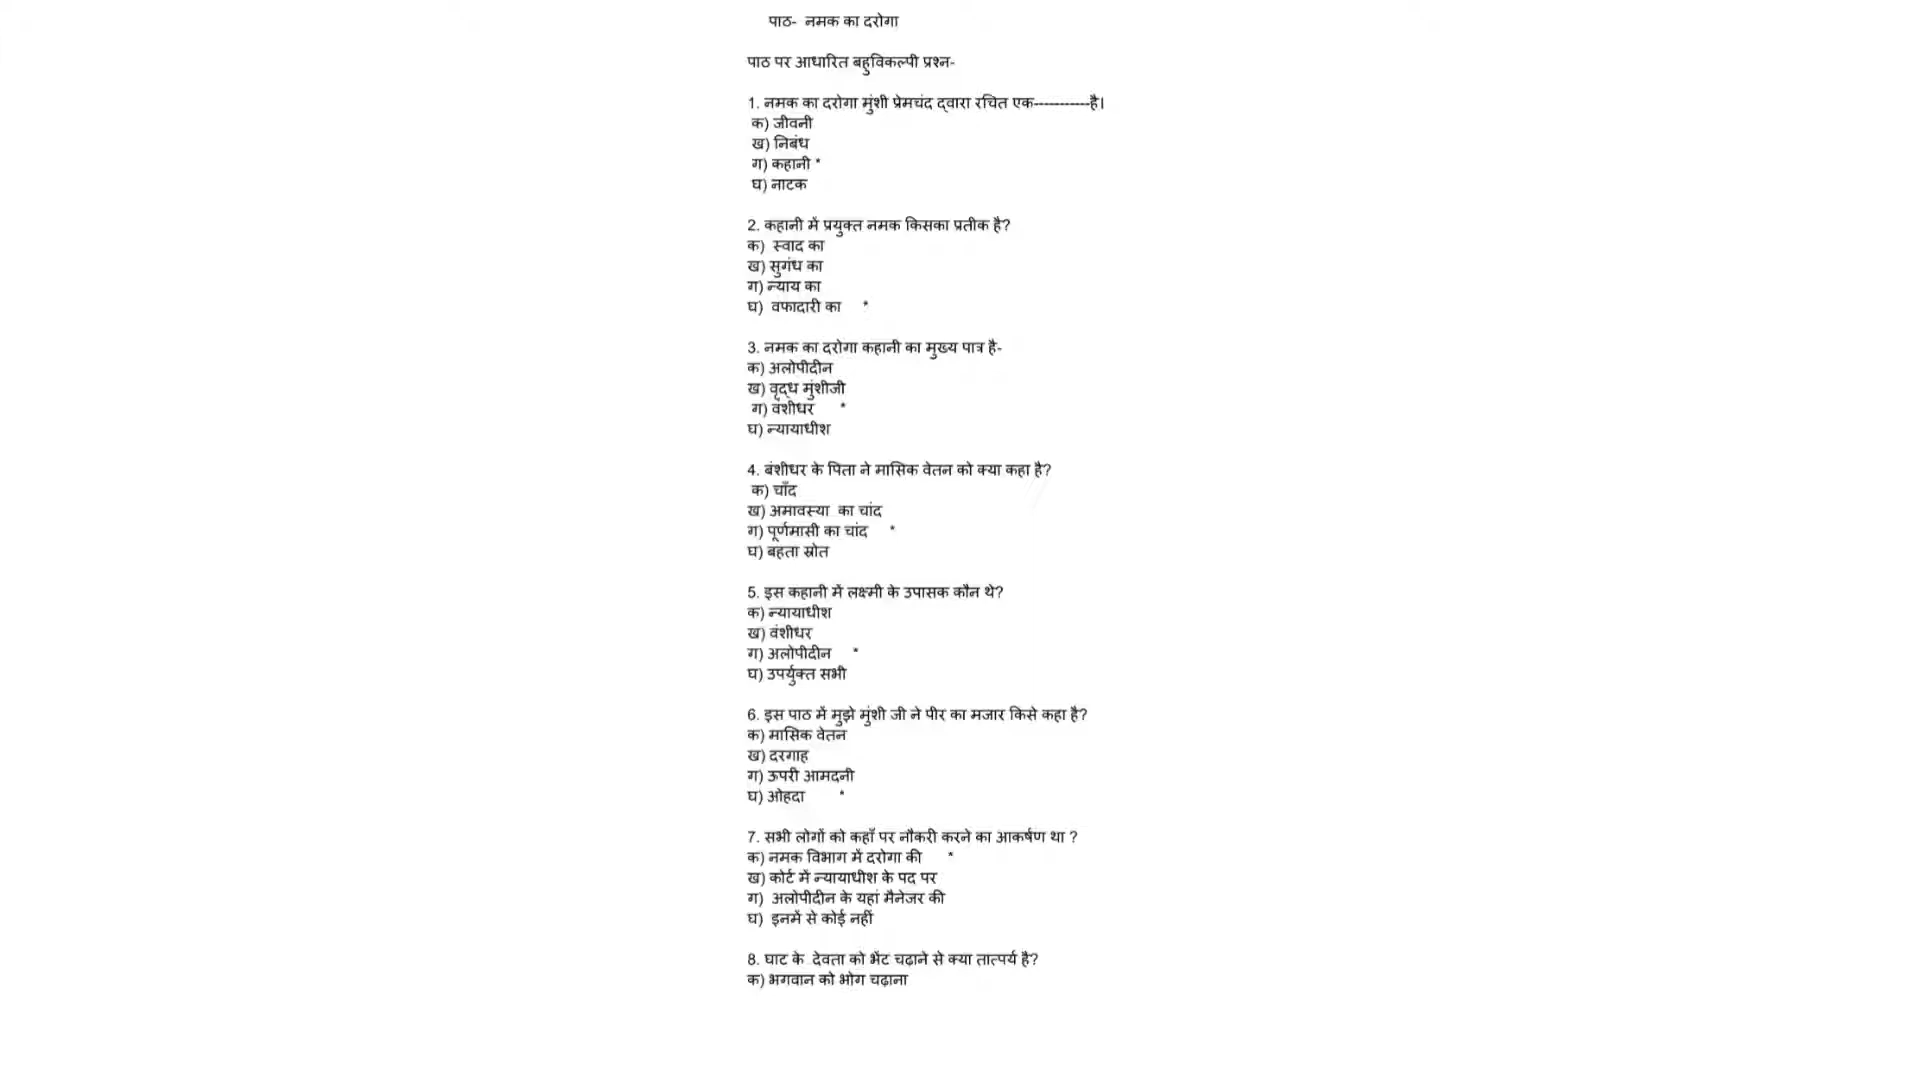 पाठ- नमक का दरोगा
पाठ पर आधारित बहुविकल्पी प्रश्न-
1. नमक का दरोगा मुंशी प्रेमचंद द्वारा रचित एक-----------है।
क) जीवनी
ख) निबंध
ग) कहानी *
घ) नाटक
2. कहानी में प्रयुक्त नमक किसका प्रतीक है?
क) स्वाद का
ख) सुगंध का
ग) न्याय का
घ) वफादारी का *
3. नमक का दरोगा कहानी का मुख्य पात्र है-
क) अलोपीदीन
ख) वृद्ध मुंशीजी
ग) वंशीधर *
घ) न्यायाधीश
4. बंशीधर के पिता ने मासिक वेतन को क्या कहा है?
क) चाँद
ख) अमावस्या का चांद
ग) पूर्णमासी का चांद *
घ) बहता स्रोत
5. इस कहानी में लक्ष्मी के उपासक कौन थे?
क) न्यायाधीश
ख) वंशीधर
ग) अलोपीदीन *
घ) उपर्युक्त सभी
6. इस पाठ में मुझे मुंशी जी ने पीर का मजार किसे कहा है?
क) मासिक वेतन
ख) दरगाह
ग) ऊपरी आमदनी
घ) ओहदा *
7. सभी लोगों को कहाँ पर नौकरी करने का आकर्षण था ?
क) नमक विभाग में दरोगा की *
ख) कोर्ट में न्यायाधीश के पद पर
ग) अलोपीदीन के यहां मैनेजर की
घ) इनमें से कोई नहीं
8. घाट के देवता को भेंट चढ़ाने से क्या तात्पर्य है?
क) भगवान को भोग चढ़ाना